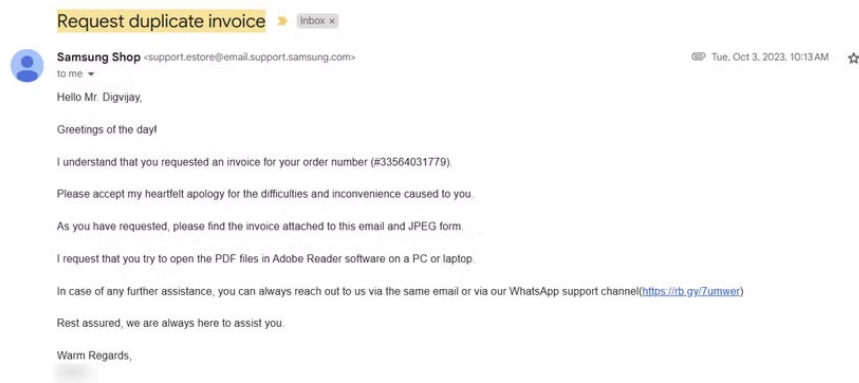 Request duplicate invoice Inbox ×
Samsung Shop <support.estore@email.support.samsung.com> Tue, Oct 3, 2023, 10:13 AM
to me
Hello Mr. Digvijay,
Greetings of the day!
I understand that you requested an invoice for your order number (#33564031779).
Please accept my heartfelt apology for the difficulties and inconvenience caused to you.
As you have requested, please find the invoice attached to this email and JPEG form.
I request that you try to open the PDF files in Adobe Reader software on a PC or laptop.
In case of any further assistance, you can always reach out to us via the same email or via our WhatsApp support channel(https://rb.gy/7umwer)
Rest assured, we are always here to assist you.
Warm Regards,